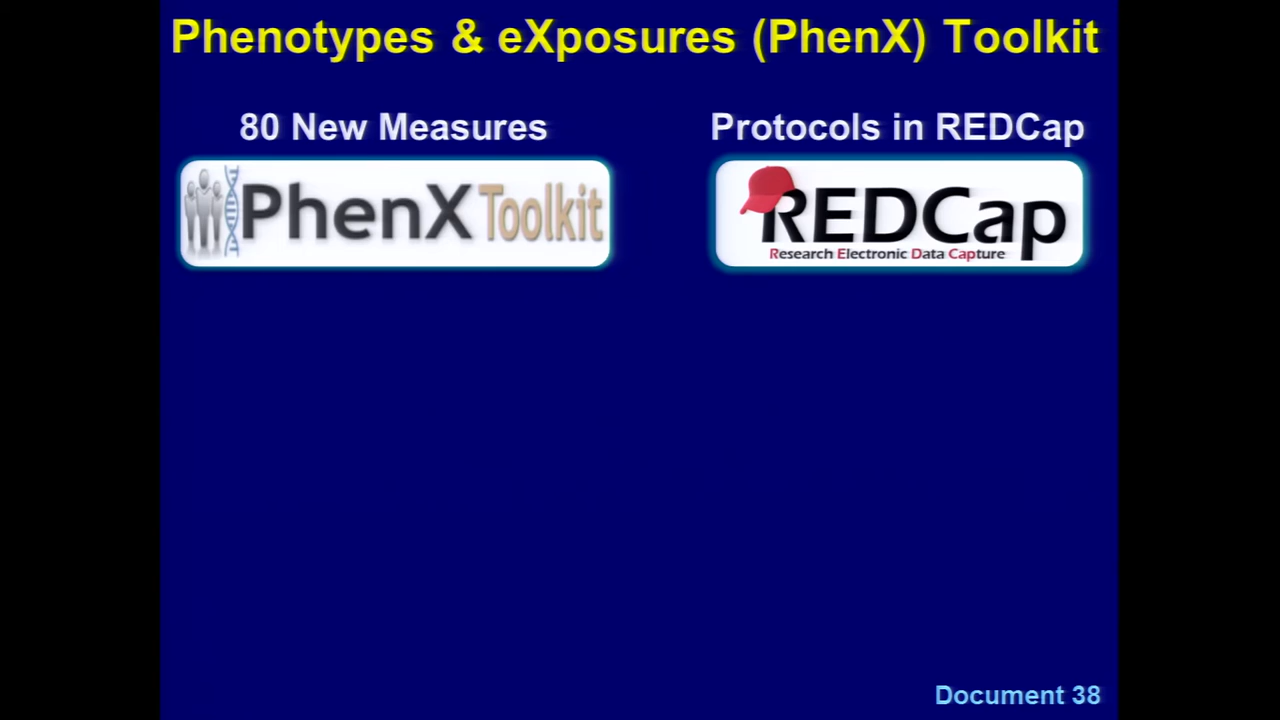 Phenotypes & eXposures (PhenX) Toolkit
80 New Measures
Protocols in REDCap
PhenX Toolkit
REDCap
Research Electronic Data Capture
Document 38